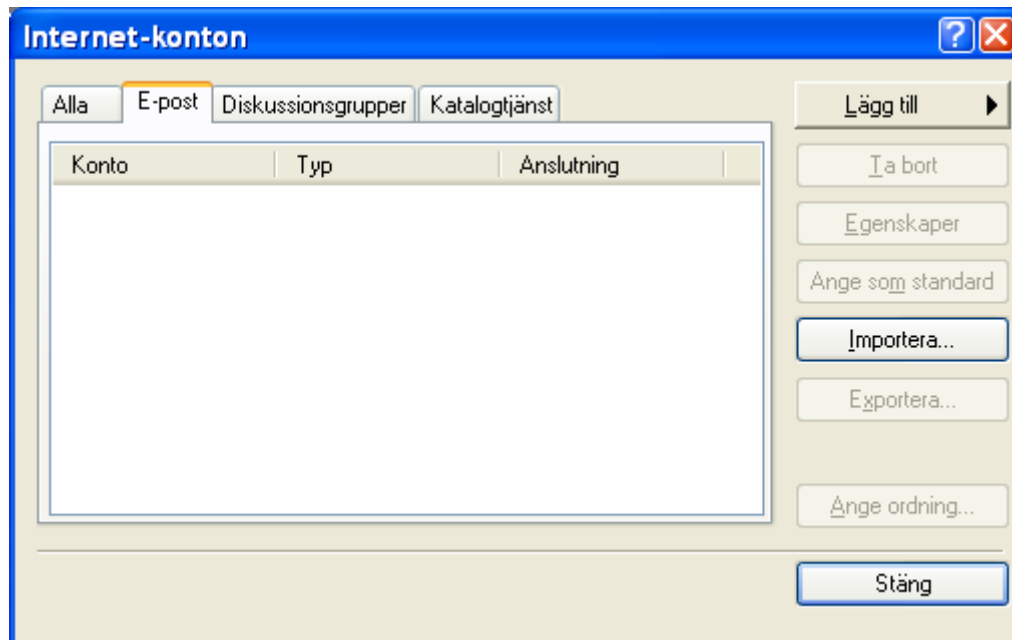 Internet-konton
Alla E-post Diskussionsgrupper Katalogtjänst
Konto Typ Anslutning
Lägg till
Ta bort
Egenskaper
Ange som standard
Importera...
Exportera...
Ange ordning...
Stäng